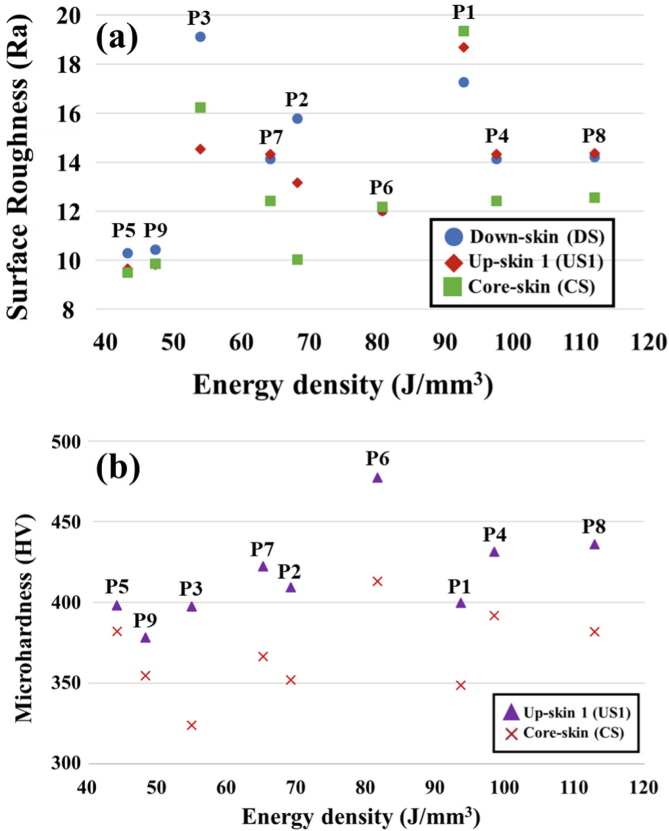 (a)
Surface Roughness (Ra)
20
18
16
14
12
10
8
P3
P1
P2
P7
P4
P8
P6
P5
P9
Down-skin (DS)
Up-skin 1 (US1)
Core-skin (CS)
40
50
60
70
80
90
100
110
120
Energy density (J/mm³)
(b)
Microhardness (HV)
500
450
400
350
300
P6
P7
P4
P8
P2
P5
P3
P1
P9
Up-skin 1 (US1)
Core-skin (CS)
40
50
60
70
80
90
100
110
120
Energy density (J/mm³)